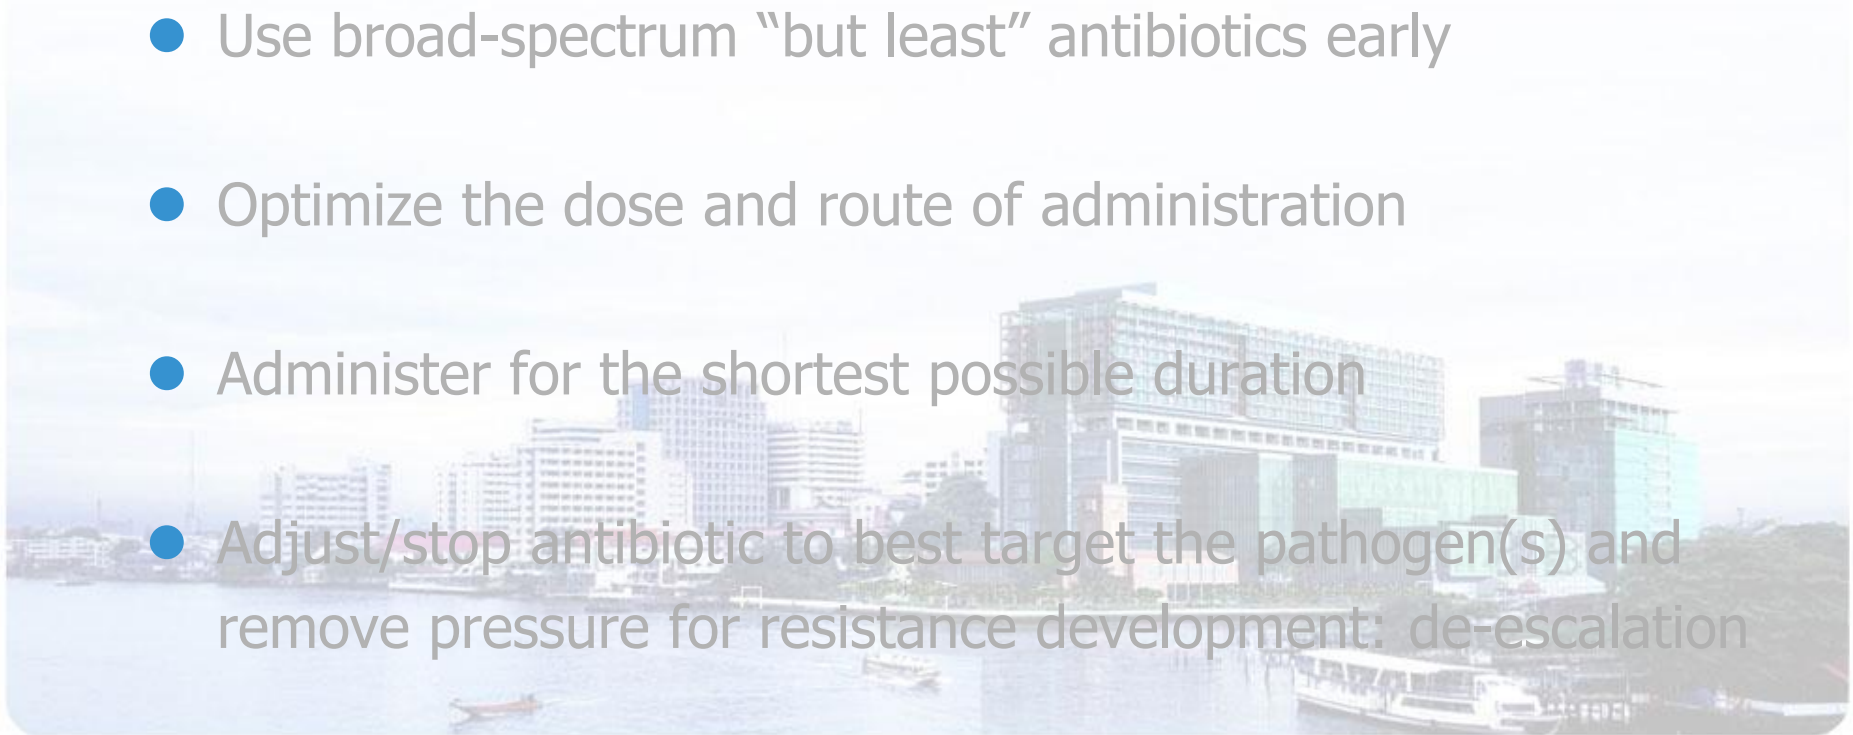 ● Use broad-spectrum “but least” antibiotics early
● Optimize the dose and route of administration
● Administer for the shortest possible duration
● Adjust/stop antibiotic to best target the pathogen(s) and
remove pressure for resistance development: de-escalation